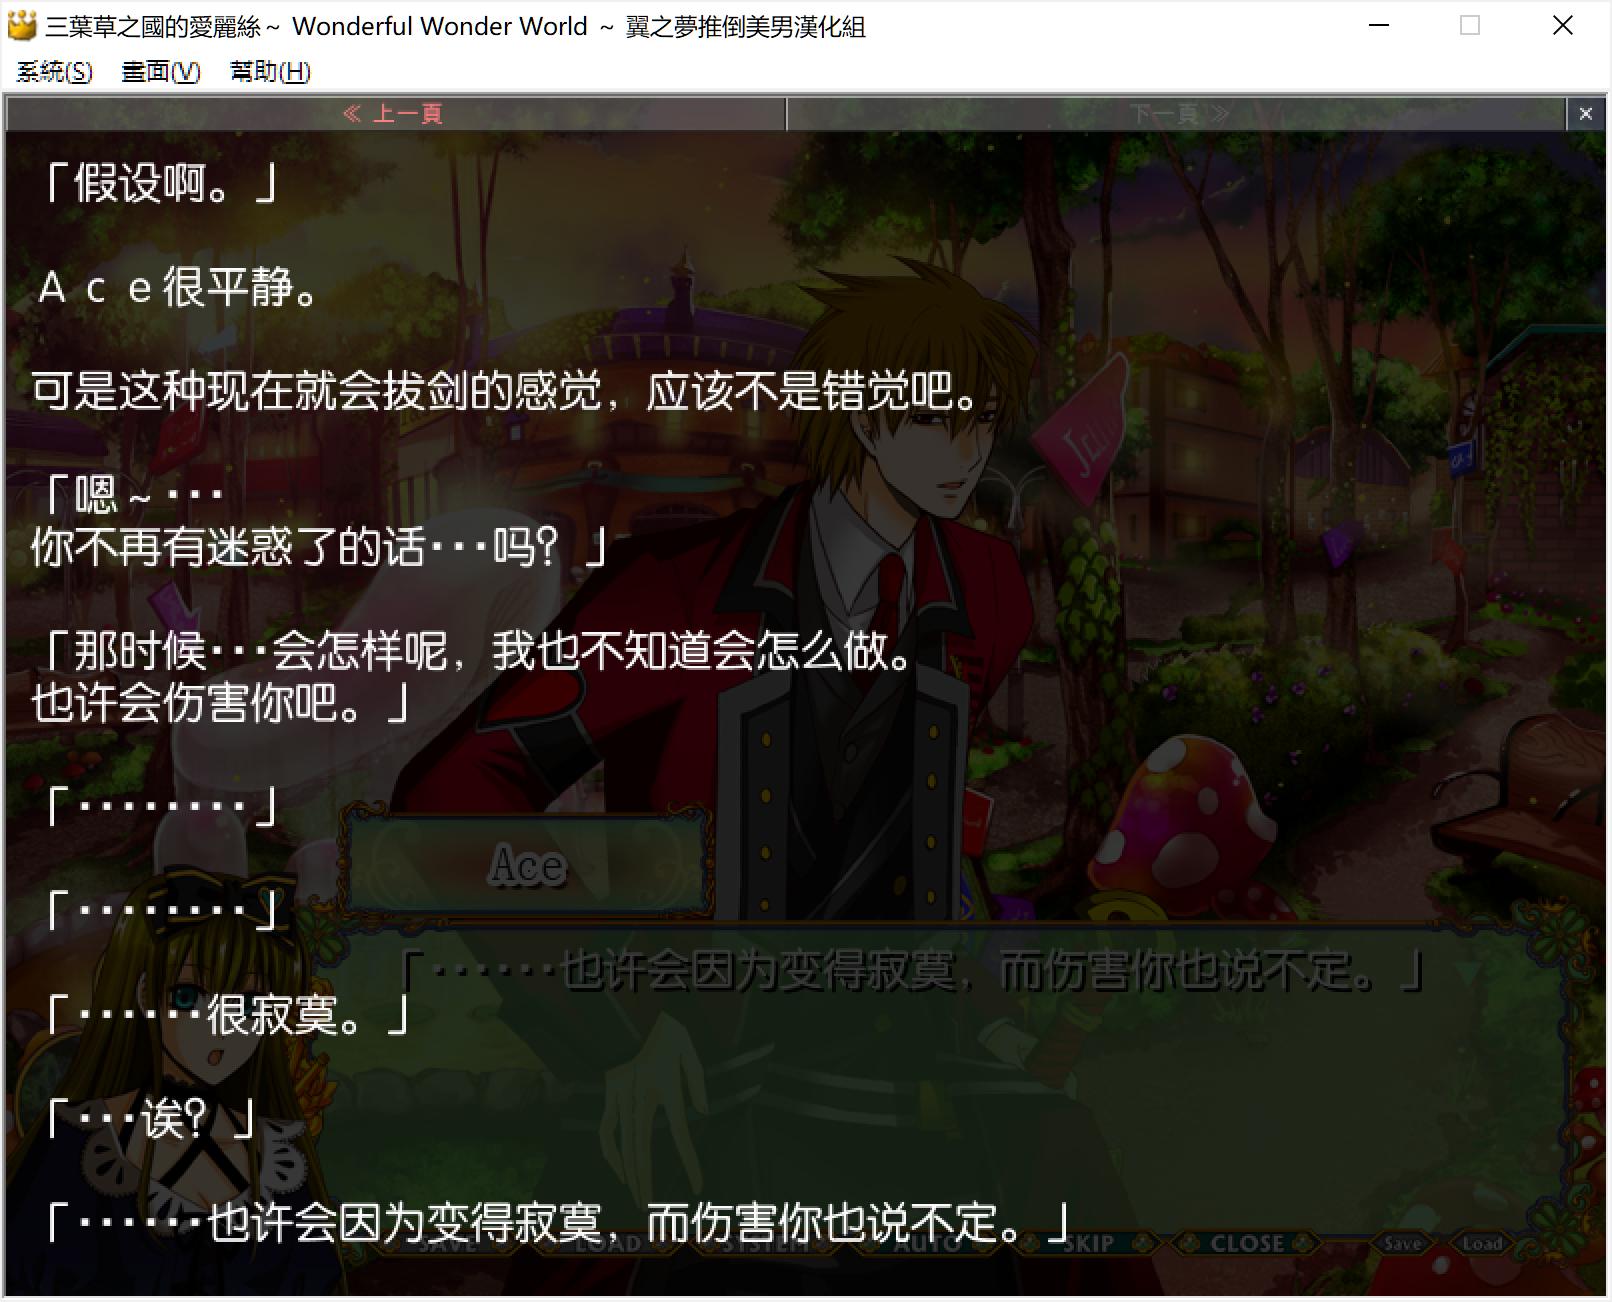 三葉草之國的愛麗絲～ Wonderful Wonder World ～ 翼之夢推倒美男漢化組
系統(S) 畫面(V) 幫助(H)
≪ 上一頁 下一頁 ≫ ×
「假设啊。」
Ａｃｅ很平静。
可是这种现在就会拔剑的感觉，应该不是错觉吧。
「嗯～···
你不再有迷惑了的话···吗？」
「那时候···会怎样呢，我也不知道会怎么做。
也许会伤害你吧。」
「········」
Ace
「········」
「······也许会因为变得寂寞，而伤害你也说不定。」
「······很寂寞。」
「···诶？」
「······也许会因为变得寂寞，而伤害你也说不定。」
SAVE LOAD SYSTEM AUTO SKIP CLOSE Save Load